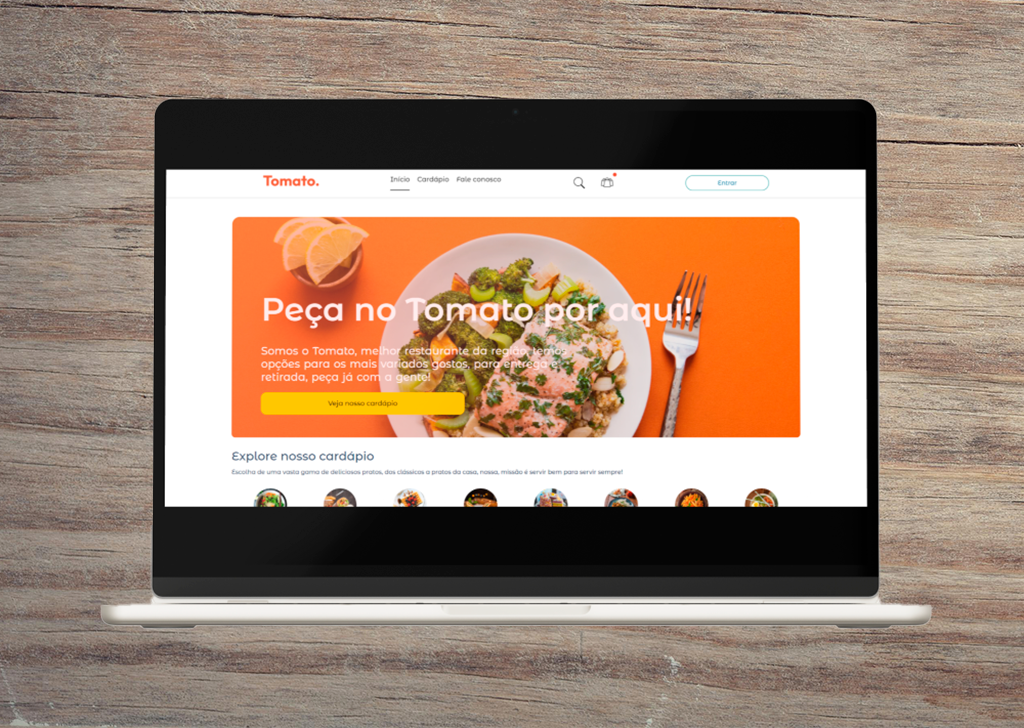 Tomato.
Início Cardápio Fale conosco
Entrar
Peça no Tomato por aqui!
Somos o Tomato, melhor restaurante da região, temos
opções para os mais variados gostos, para entrega e
retirada, peça já com a gente!
Veja nosso cardápio
Explore nosso cardápio
Escolha de uma vasta gama de deliciosos pratos, dos clássicos a pratos da casa, nossa, missão é servir bem para servir sempre!